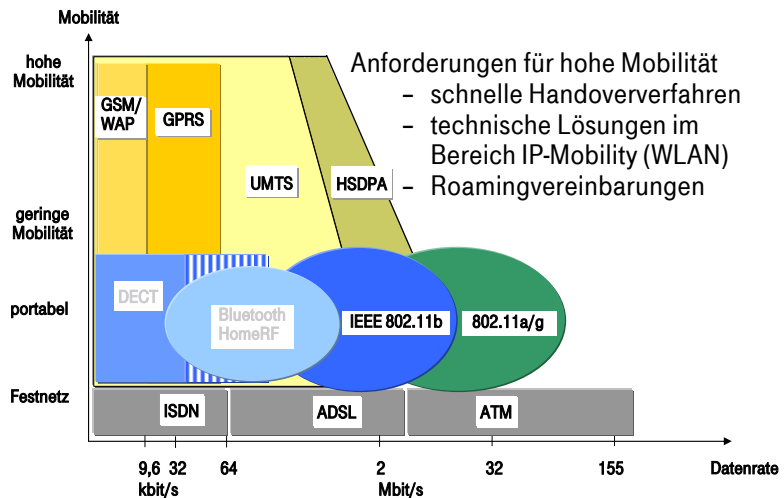 Mobilität
hohe
Mobilität
Anforderungen für hohe Mobilität
– schnelle Handoververfahren
– technische Lösungen im
Bereich IP-Mobility (WLAN)
– Roamingvereinbarungen
GSM/
WAP
GPRS
UMTS
HSDPA
geringe
Mobilität
portabel
DECT
Bluetooth
HomeRF
IEEE 802.11b
802.11a/g
Festnetz
ISDN
ADSL
ATM
9,6 32 64 2 32 155 Datenrate
kbit/s Mbit/s